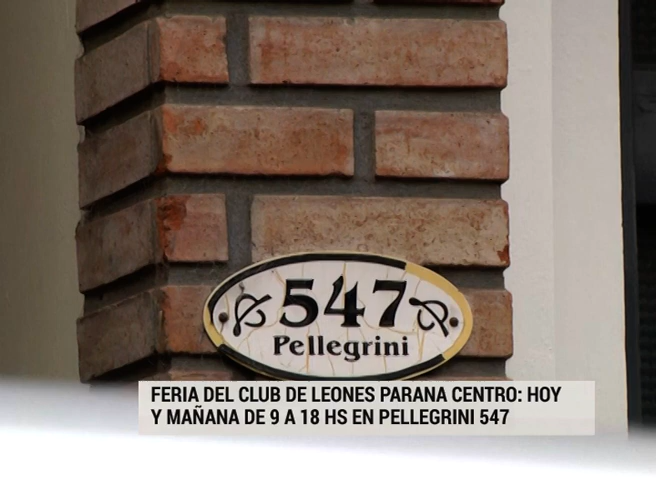 547
Pellegrini
FERIA DEL CLUB DE LEONES PARANA CENTRO: HOY
Y MAÑANA DE 9 A 18 HS EN PELLEGRINI 547